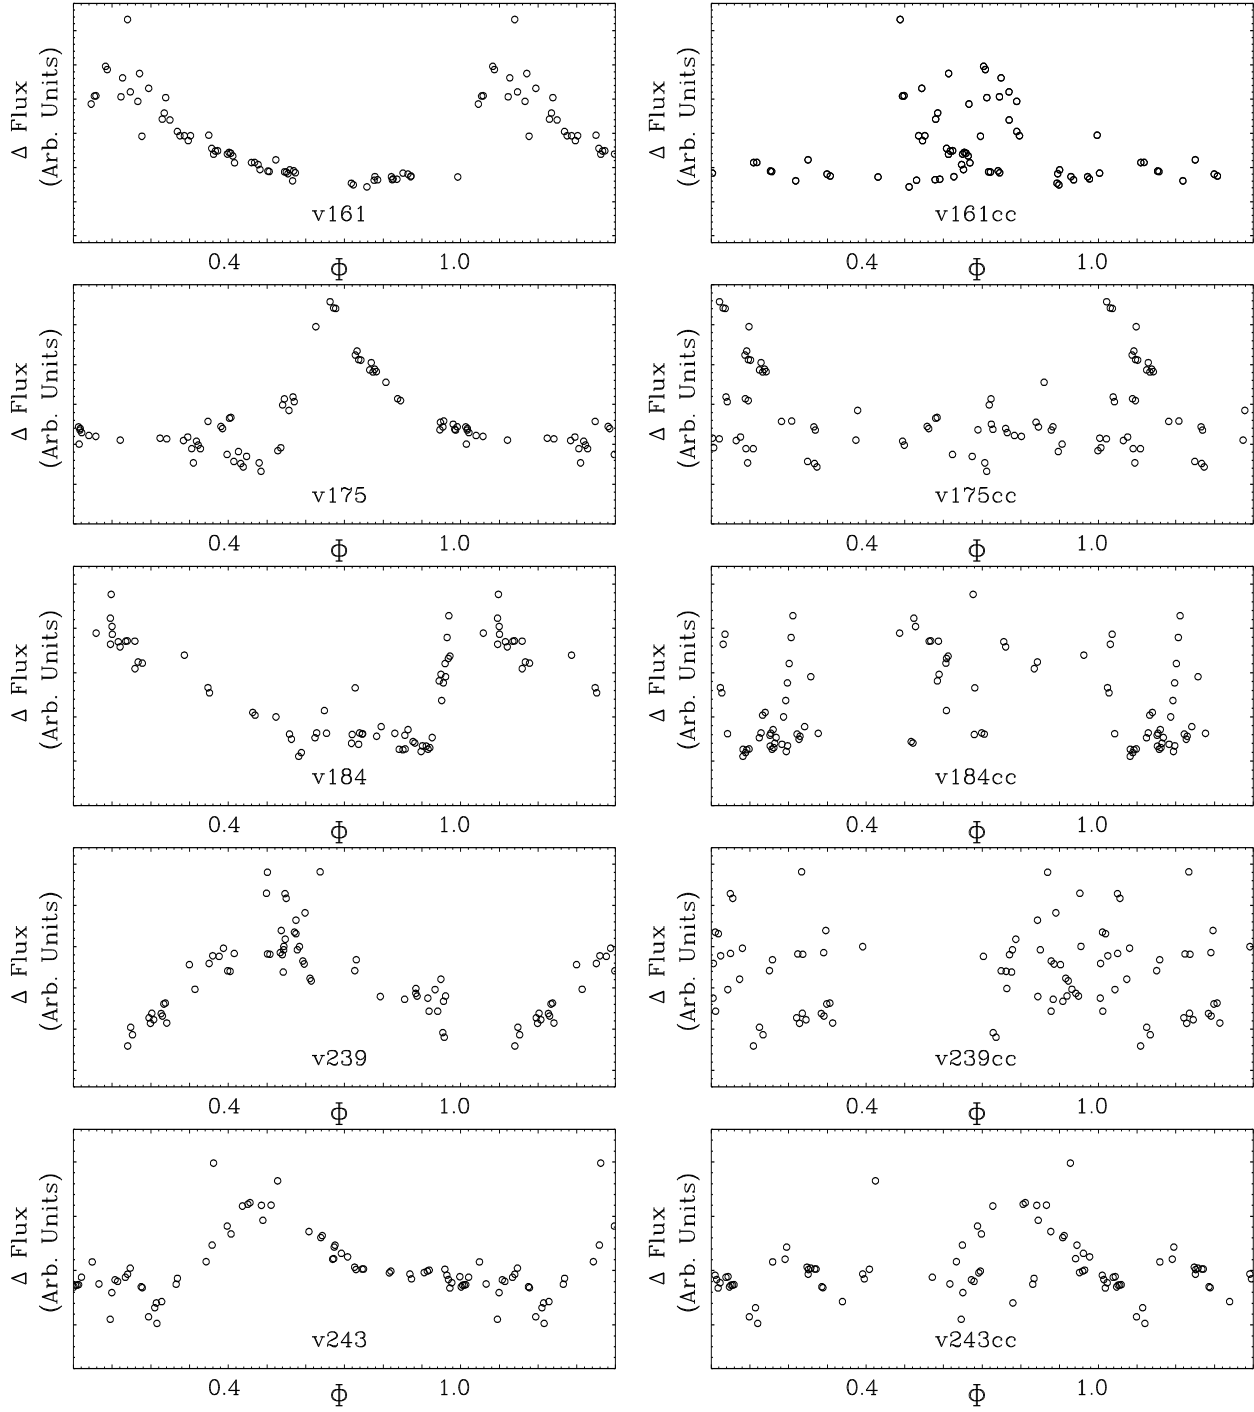 Δ Flux
(Arb. Units)
v161
0.4
Φ
1.0
Δ Flux
(Arb. Units)
v161cc
0.4
Φ
1.0
Δ Flux
(Arb. Units)
v175
0.4
Φ
1.0
Δ Flux
(Arb. Units)
v175cc
0.4
Φ
1.0
Δ Flux
(Arb. Units)
v184
0.4
Φ
1.0
Δ Flux
(Arb. Units)
v184cc
0.4
Φ
1.0
Δ Flux
(Arb. Units)
v239
0.4
Φ
1.0
Δ Flux
(Arb. Units)
v239cc
0.4
Φ
1.0
Δ Flux
(Arb. Units)
v243
0.4
Φ
1.0
Δ Flux
(Arb. Units)
v243cc
0.4
Φ
1.0